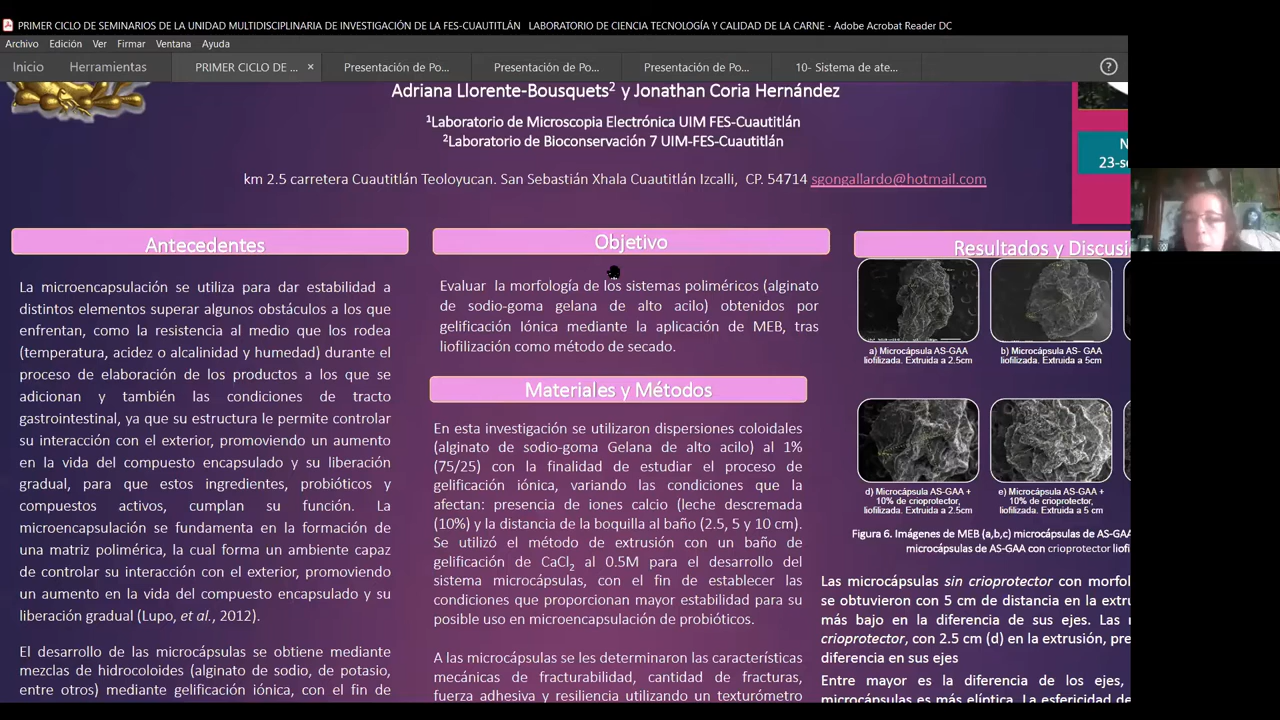 PRIMER CICLO DE SEMINARIOS DE LA UNIDAD MULTIDISCIPLINARIA DE INVESTIGACIÓN DE LA FES-CUAUTITLÁN LABORATORIO DE CIENCIA TECNOLOGÍA Y CALIDAD DE LA CARNE - Adobe Acrobat Reader DC
Archivo Edición Ver Firmar Ventana Ayuda
Inicio Herramientas PRIMER CICLO DE ... × Presentación de Po... Presentación de Po... Presentación de Po... 10- Sistema de ate...
Adriana Llorente-Bousquets² y Jonathan Coria Hernández
¹Laboratorio de Microscopia Electrónica UIM FES-Cuautitlán
²Laboratorio de Bioconservación 7 UIM-FES-Cuautitlán
km 2.5 carretera Cuautitlán Teoloyucan. San Sebastián Xhala Cuautitlán Izcalli, CP. 54714 sgongallardo@hotmail.com
N
23-s
Antecedentes
La microencapsulación se utiliza para dar estabilidad a
distintos elementos superar algunos obstáculos a los que
enfrentan, como la resistencia al medio que los rodea
(temperatura, acidez o alcalinidad y humedad) durante el
proceso de elaboración de los productos a los que se
adicionan y también las condiciones de tracto
gastrointestinal, ya que su estructura le permite controlar
su interacción con el exterior, promoviendo un aumento
en la vida del compuesto encapsulado y su liberación
gradual, para que estos ingredientes, probióticos y
compuestos activos, cumplan su función. La
microencapsulación se fundamenta en la formación de
una matriz polimérica, la cual forma un ambiente capaz
de controlar su interacción con el exterior, promoviendo
un aumento en la vida del compuesto encapsulado y su
liberación gradual (Lupo, et al., 2012).
El desarrollo de las microcápsulas se obtiene mediante
mezclas de hidrocoloides (alginato de sodio, de potasio,
entre otros) mediante gelificación iónica, con el fin de
Objetivo
Evaluar la morfología de los sistemas poliméricos (alginato
de sodio-goma gelana de alto acilo) obtenidos por
gelificación Iónica mediante la aplicación de MEB, tras
liofilización como método de secado.
Materiales y Métodos
En esta investigación se utilizaron dispersiones coloidales
(alginato de sodio-goma Gelana de alto acilo) al 1%
(75/25) con la finalidad de estudiar el proceso de
gelificación iónica, variando las condiciones que la
afectan: presencia de iones calcio (leche descremada
(10%) y la distancia de la boquilla al baño (2.5, 5 y 10 cm).
Se utilizó el método de extrusión con un baño de
gelificación de CaCl₂ al 0.5M para el desarrollo del
sistema microcápsulas, con el fin de establecer las
condiciones que proporcionan mayor estabilidad para su
posible uso en microencapsulación de probióticos.
A las microcápsulas se les determinaron las características
mecánicas de fracturabilidad, cantidad de fracturas,
fuerza adhesiva y resiliencia utilizando un texturómetro
Resultados y Discusi
a) Microcápsula AS-GAA
liofilizada. Extruida a 2.5cm
b) Microcápsula AS- GAA
liofilizada. Extruida a 5cm
d) Microcápsula AS-GAA +
10% de crioprotector,
liofilizada. Extruida a 2.5cm
e) Microcápsula AS-GAA +
10% de crioprotector,
liofilizada. Extruida a 5 cm
Figura 6. Imágenes de MEB (a,b,c) microcápsulas de AS-G
microcápsulas de AS-GAA con crioprotector liofi
Las microcápsulas sin crioprotector con morfol
se obtuvieron con 5 cm de distancia en la extru
más bajo en la diferencia de sus ejes. Las
crioprotector, con 2.5 cm (d) en la extrusión, pre
diferencia en sus ejes
Entre mayor es la diferencia de los ejes,
microcápsulas es más elíptica. La esfericidad de